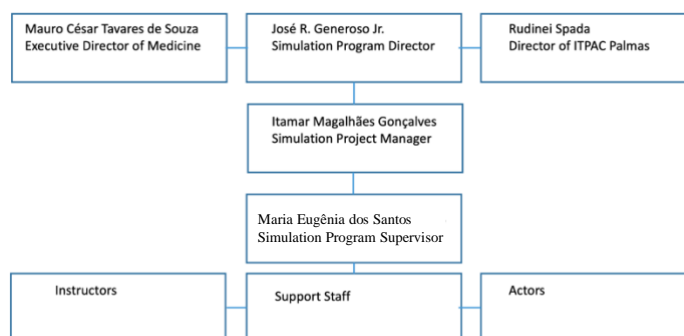 Mauro César Tavares de Souza
Executive Director of Medicine
José R. Generoso Jr.
Simulation Program Director
Rudinei Spada
Director of ITPAC Palmas
Itamar Magalhães Gonçalves
Simulation Project Manager
Maria Eugênia dos Santos
Simulation Program Supervisor
Instructors
Support Staff
Actors